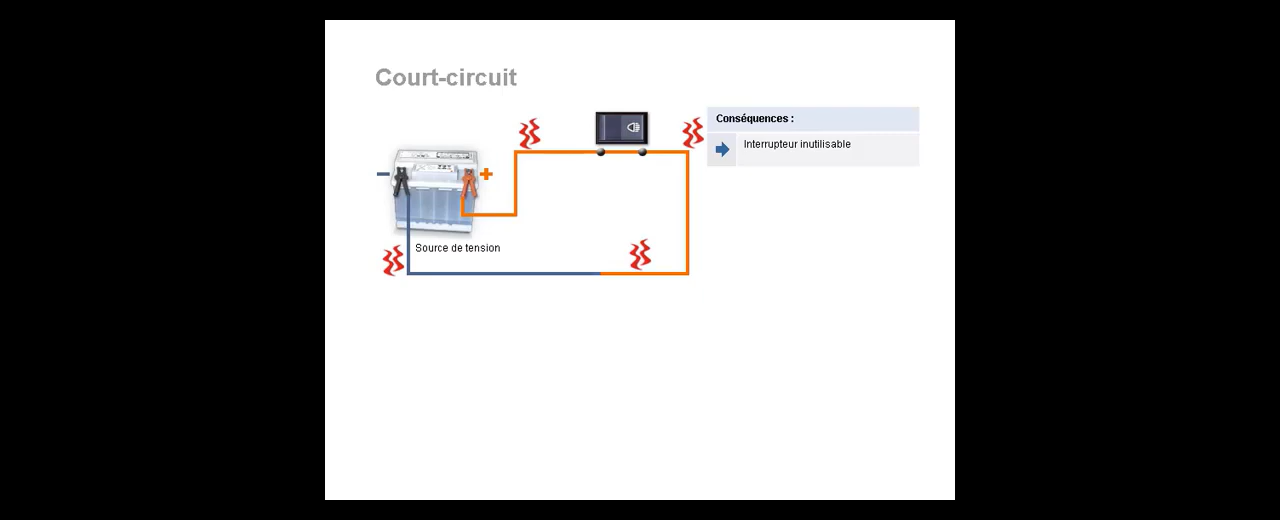 Court-circuit
Conséquences :
Interrupteur inutilisable
Source de tension